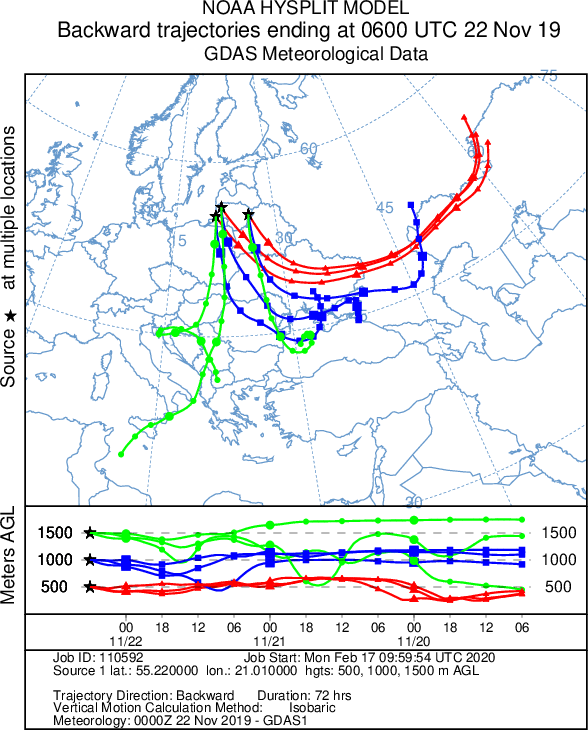 NOAA HYSPLIT MODEL
Backward trajectories ending at 0600 UTC 22 Nov 19
GDAS Meteorological Data
Source ★ at multiple locations
75
60
60
45
30
15
30
Meters AGL
1500 1500
1000 1000
500 500
00 18 12 06 00 18 12 06 00 18 12 06
11/22 11/21 11/20
Job ID: 110592 Job Start: Mon Feb 17 09:59:54 UTC 2020
Source 1 lat.: 55.220000 lon.: 21.010000 hgts: 500, 1000, 1500 m AGL
Trajectory Direction: Backward Duration: 72 hrs
Vertical Motion Calculation Method: Isobaric
Meteorology: 0000Z 22 Nov 2019 - GDAS1